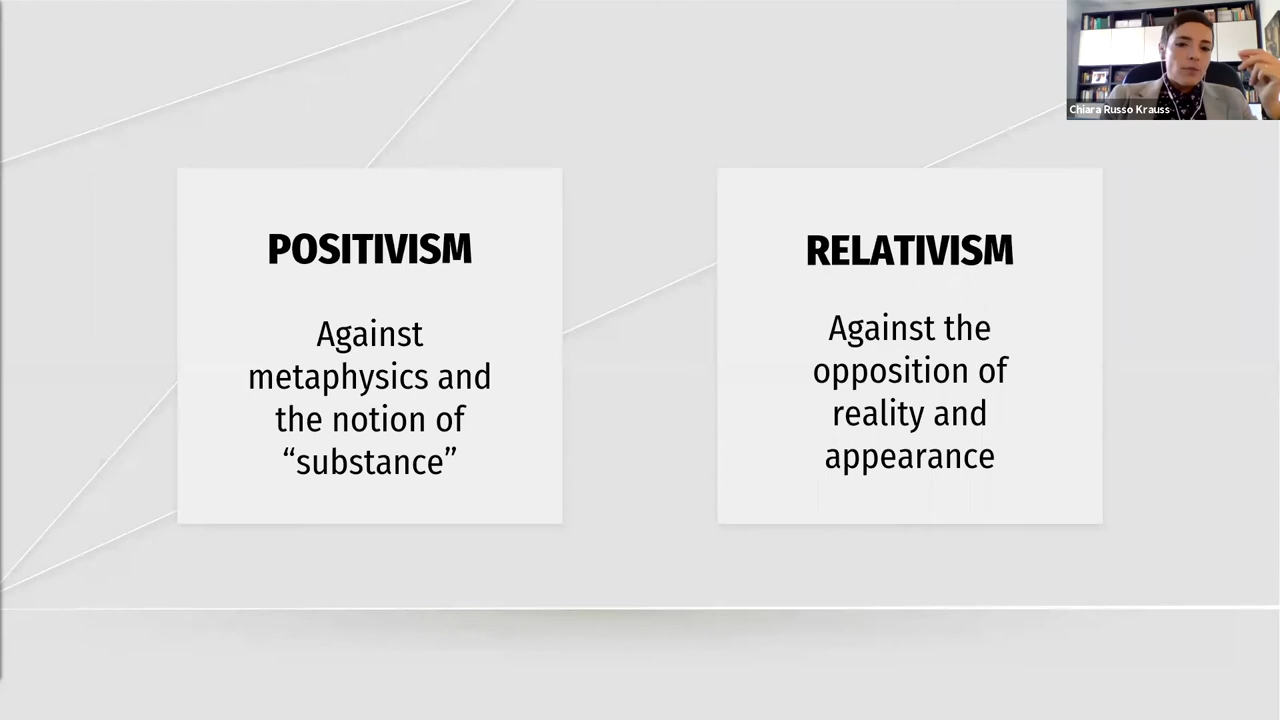 Chiara Russo Krauss
POSITIVISM
Against
metaphysics and
the notion of
“substance”
RELATIVISM
Against the
opposition of
reality and
appearance